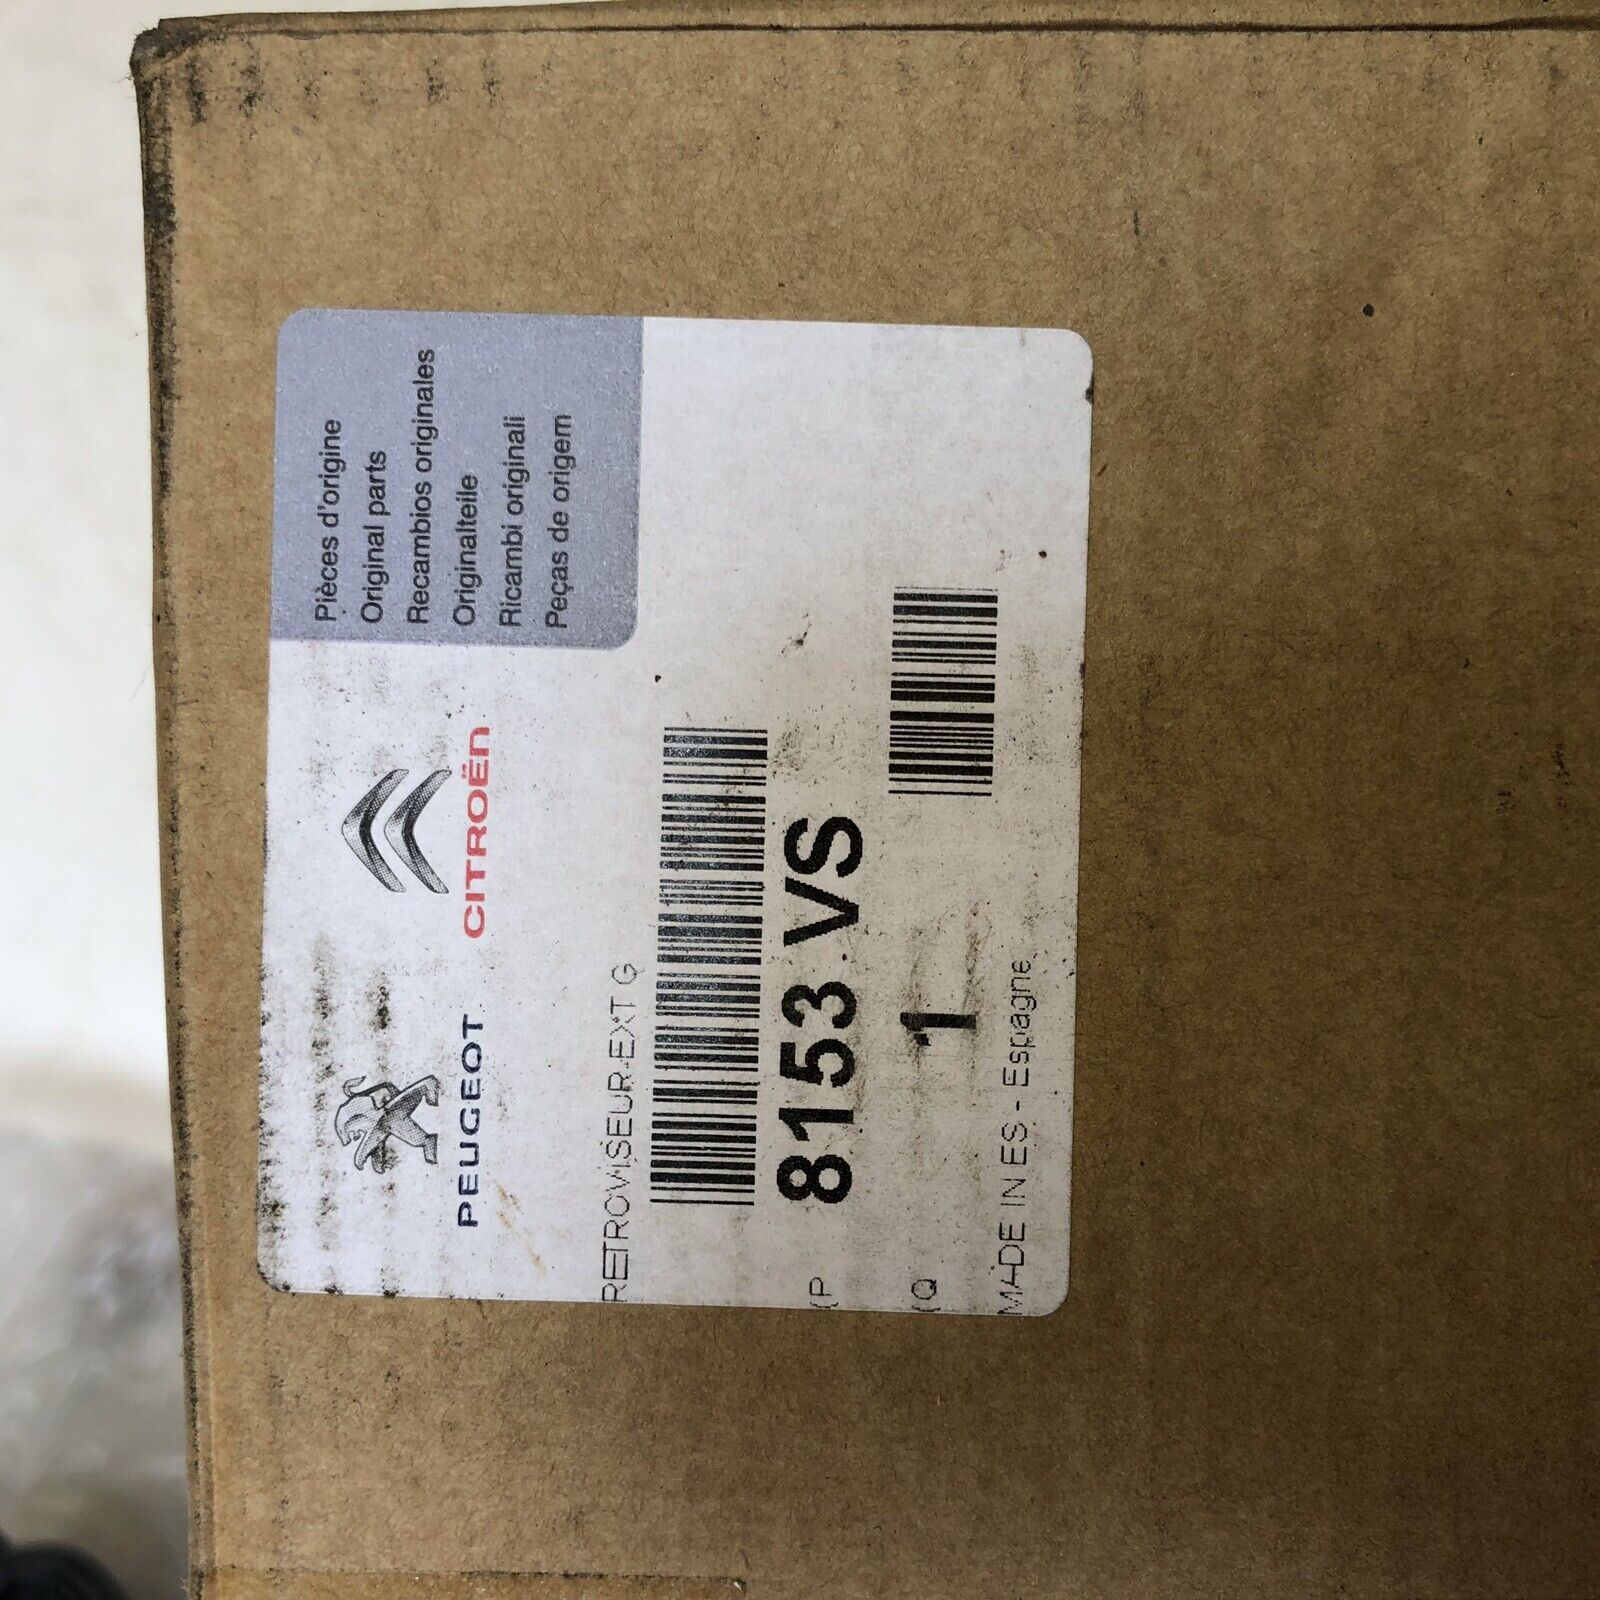 Pièces d'origine
Original parts
Recambios originales
Originalteile
Ricambi originali
Peças de origem
PEUGEOT
CITROËN
RETROVISEUR EXT G
(P
8153 VS
(Q
1
MADE IN ES - Espagne